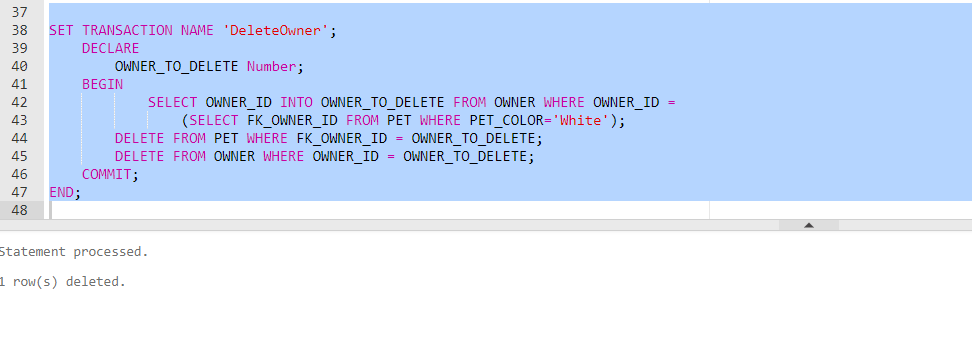 37
38 SET TRANSACTION NAME 'DeleteOwner';
39 DECLARE
40 OWNER_TO_DELETE Number;
41 BEGIN
42 SELECT OWNER_ID INTO OWNER_TO_DELETE FROM OWNER WHERE OWNER_ID =
43 (SELECT FK_OWNER_ID FROM PET WHERE PET_COLOR='White');
44 DELETE FROM PET WHERE FK_OWNER_ID = OWNER_TO_DELETE;
45 DELETE FROM OWNER WHERE OWNER_ID = OWNER_TO_DELETE;
46 COMMIT;
47 END;
48
Statement processed.
1 row(s) deleted.